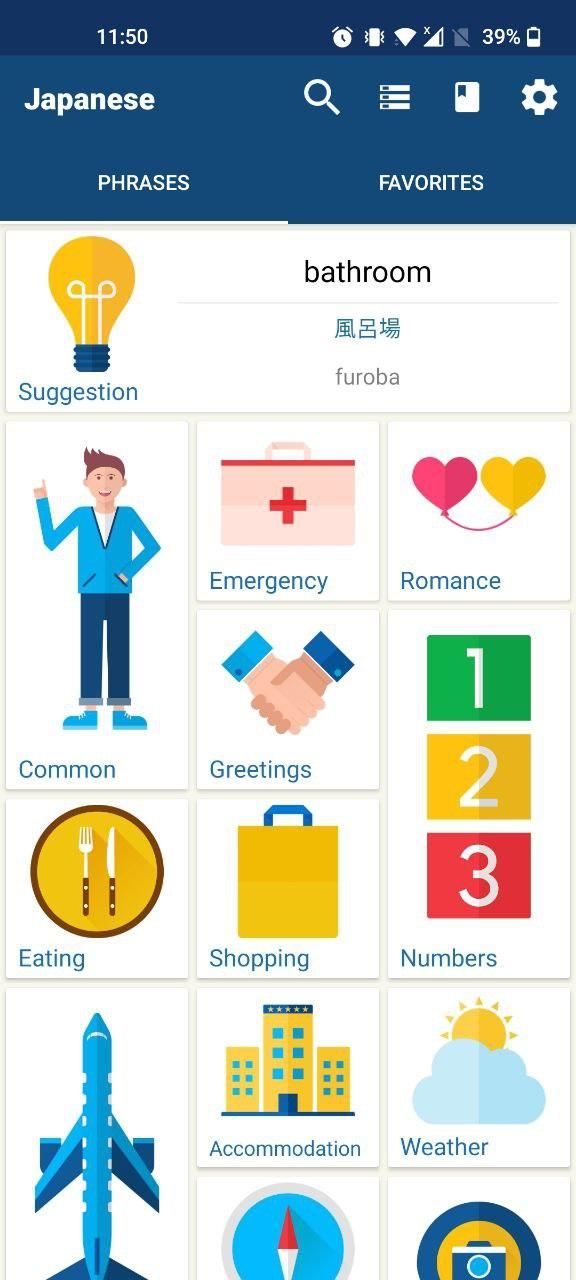 11:50
39%
Japanese
PHRASES
FAVORITES
bathroom
風呂場
furoba
Suggestion
Emergency
Romance
Common
Greetings
1
2
3
Eating
Shopping
Numbers
Accommodation
Weather